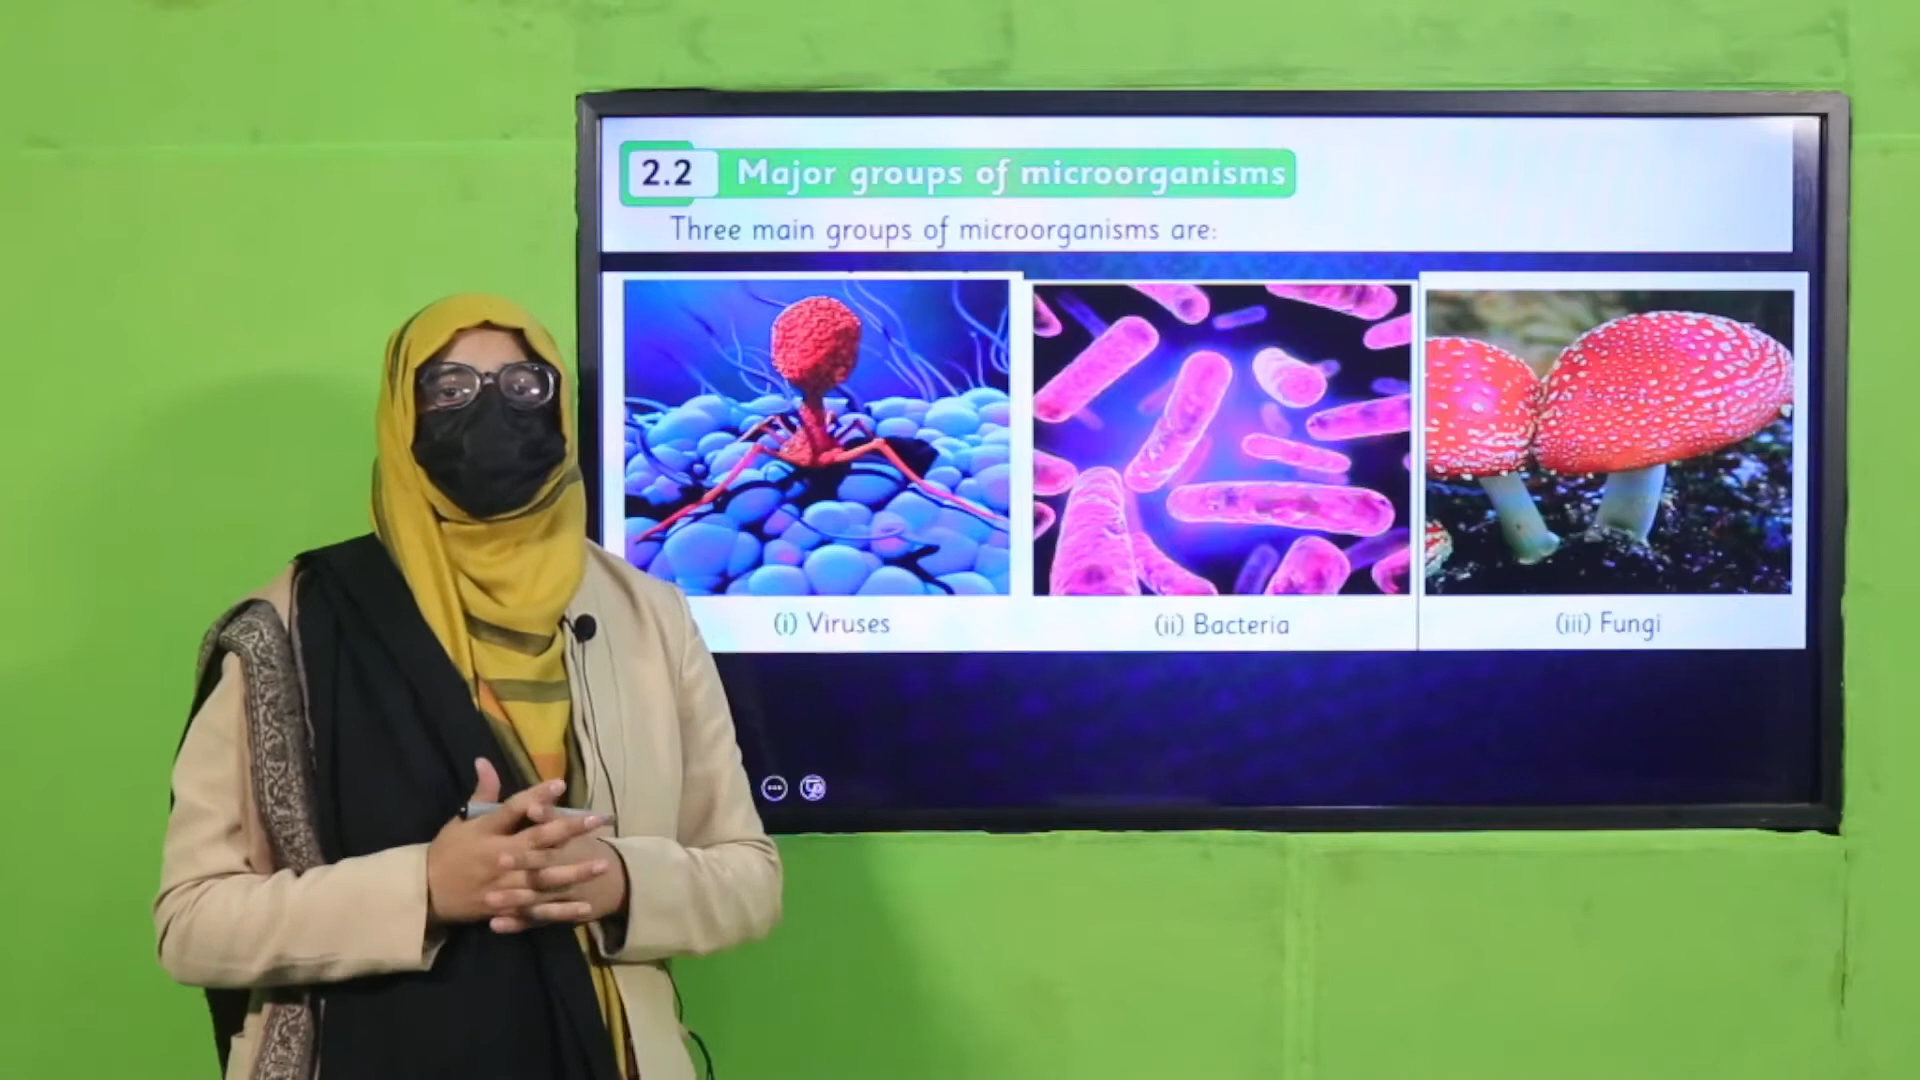 2.2 Major groups of microorganisms
Three main groups of microorganisms are:
(i) Viruses
(ii) Bacteria
(iii) Fungi